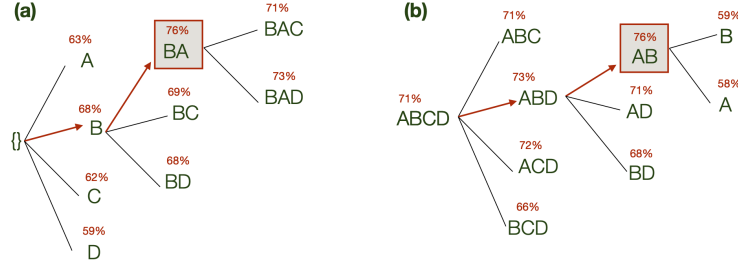 (a)
63%
A
68%
B
62%
C
59%
D
{}
76%
BA
69%
BC
68%
BD
71%
BAC
73%
BAD
(b)
71%
ABCD
71%
ABC
73%
ABD
72%
ACD
66%
BCD
76%
AB
71%
AD
68%
BD
59%
B
58%
A